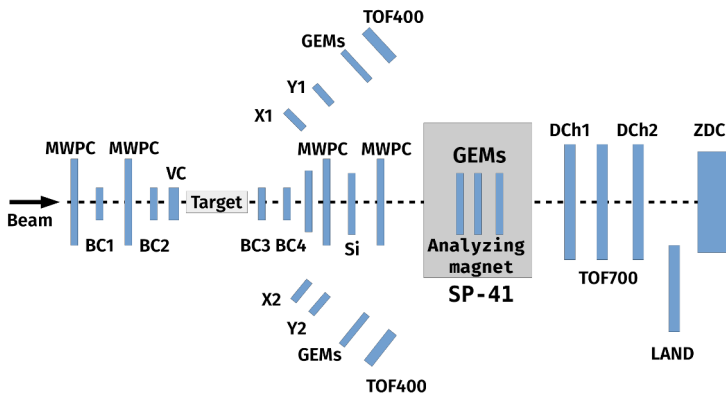 TOF400
GEMs
Y1
X1
MWPC
MWPC
VC
MWPC
MWPC
GEMs
DCh1
DCh2
ZDC
Target
Beam
BC1
BC2
BC3
BC4
Si
Analyzing
magnet
SP-41
TOF700
X2
Y2
GEMs
TOF400
LAND